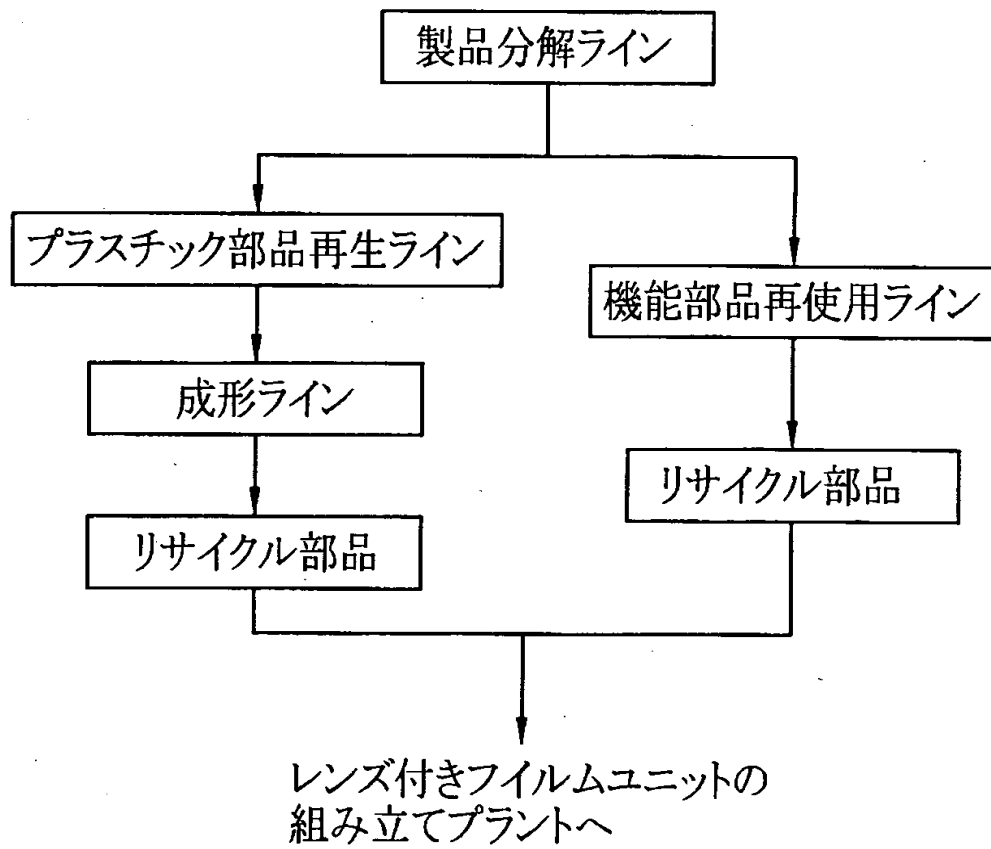 製品分解ライン
プラスチック部品再生ライン
機能部品再使用ライン
成形ライン
リサイクル部品
リサイクル部品
レンズ付きフイルムユニットの
組み立てプラントへ